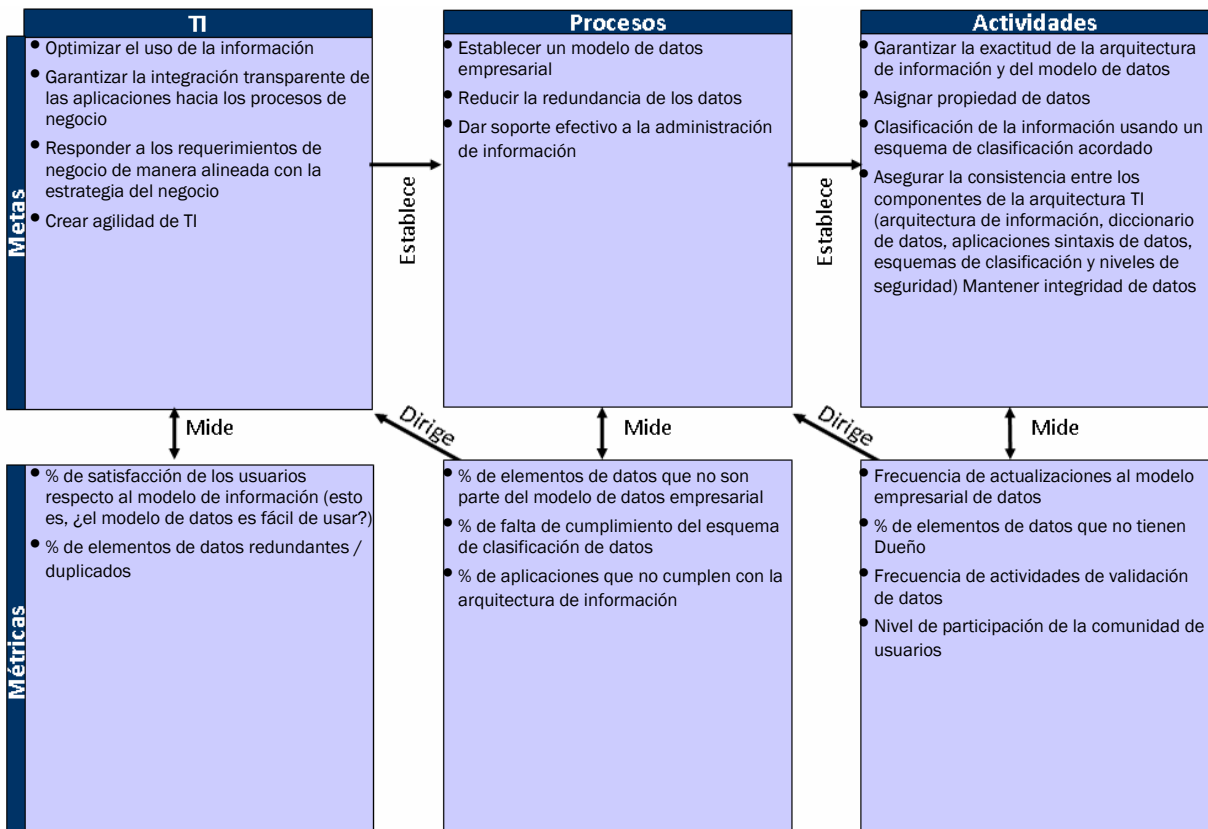 TI
Procesos
Actividades
Metas
• Optimizar el uso de la información
• Garantizar la integración transparente de
las aplicaciones hacia los procesos de
negocio
• Responder a los requerimientos de
negocio de manera alineada con la
estrategia del negocio
• Crear agilidad de TI
Establece
• Establecer un modelo de datos
empresarial
• Reducir la redundancia de los datos
• Dar soporte efectivo a la administración
de información
Establece
• Garantizar la exactitud de la arquitectura
de información y del modelo de datos
• Asignar propiedad de datos
• Clasificación de la información usando un
esquema de clasificación acordado
• Asegurar la consistencia entre los
componentes de la arquitectura TI
(arquitectura de información, diccionario
de datos, aplicaciones sintaxis de datos,
esquemas de clasificación y niveles de
seguridad) Mantener integridad de datos
Mide
Dirige
Mide
Dirige
Mide
Métricas
• % de satisfacción de los usuarios
respecto al modelo de información (esto
es, ¿el modelo de datos es fácil de usar?)
• % de elementos de datos redundantes /
duplicados
• % de elementos de datos que no son
parte del modelo de datos empresarial
• % de falta de cumplimiento del esquema
de clasificación de datos
• % de aplicaciones que no cumplen con la
arquitectura de información
• Frecuencia de actualizaciones al modelo
empresarial de datos
• % de elementos de datos que no tienen
Dueño
• Frecuencia de actividades de validación
de datos
• Nivel de participación de la comunidad de
usuarios